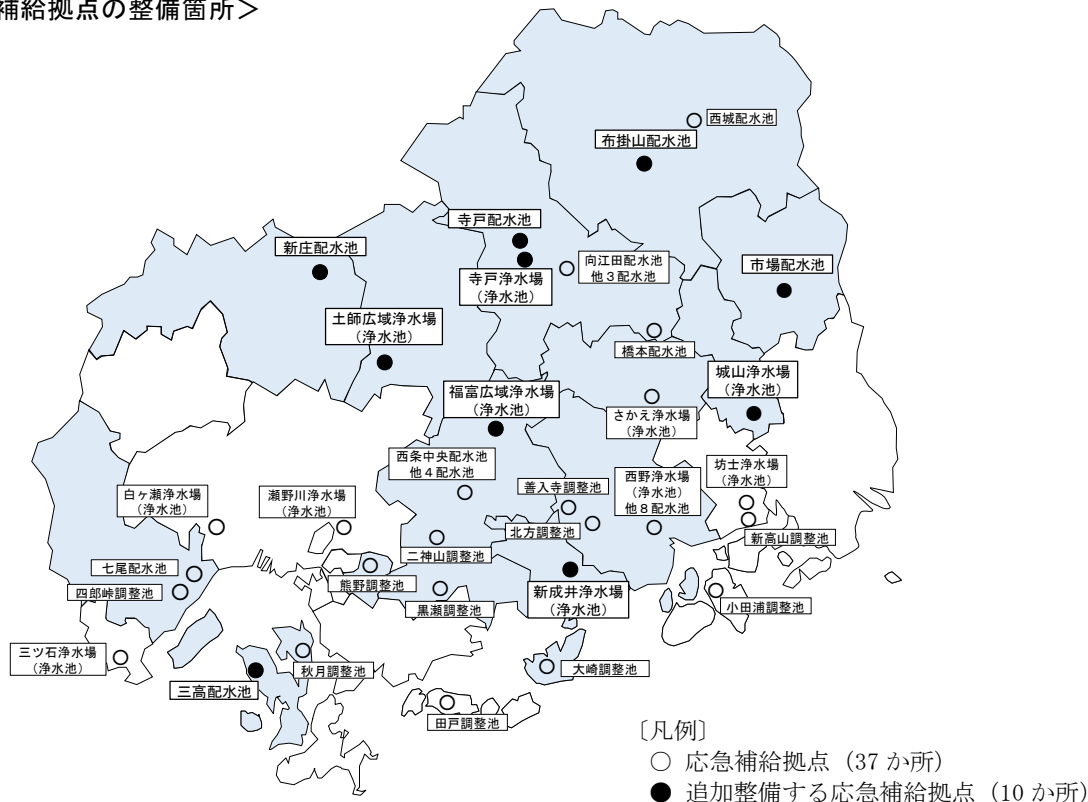 補給拠点の整備箇所＞
西城配水池
布掛山配水池
寺戸配水池
新庄配水池
向江田配水池
他３配水池
市場配水池
寺戸浄水場
（浄水池）
土師広域浄水場
（浄水池）
橋本配水池
城山浄水場
（浄水池）
福富広域浄水場
（浄水池）
さかえ浄水場
（浄水池）
西条中央配水池
他４配水池
西野浄水場
（浄水池）
他８配水池
坊士浄水場
（浄水池）
善入寺調整池
白ヶ瀬浄水場
（浄水池）
瀬野川浄水場
（浄水池）
北方調整池
新高山調整池
二神山調整池
七尾配水池
熊野調整池
四郎峠調整池
黒瀬調整池
新成井浄水場
（浄水池）
小田浦調整池
三ツ石浄水場
（浄水池）
秋月調整池
大崎調整池
三高配水池
田戸調整池
〔凡例〕
○ 応急補給拠点（37 か所）
● 追加整備する応急補給拠点（10 か所）